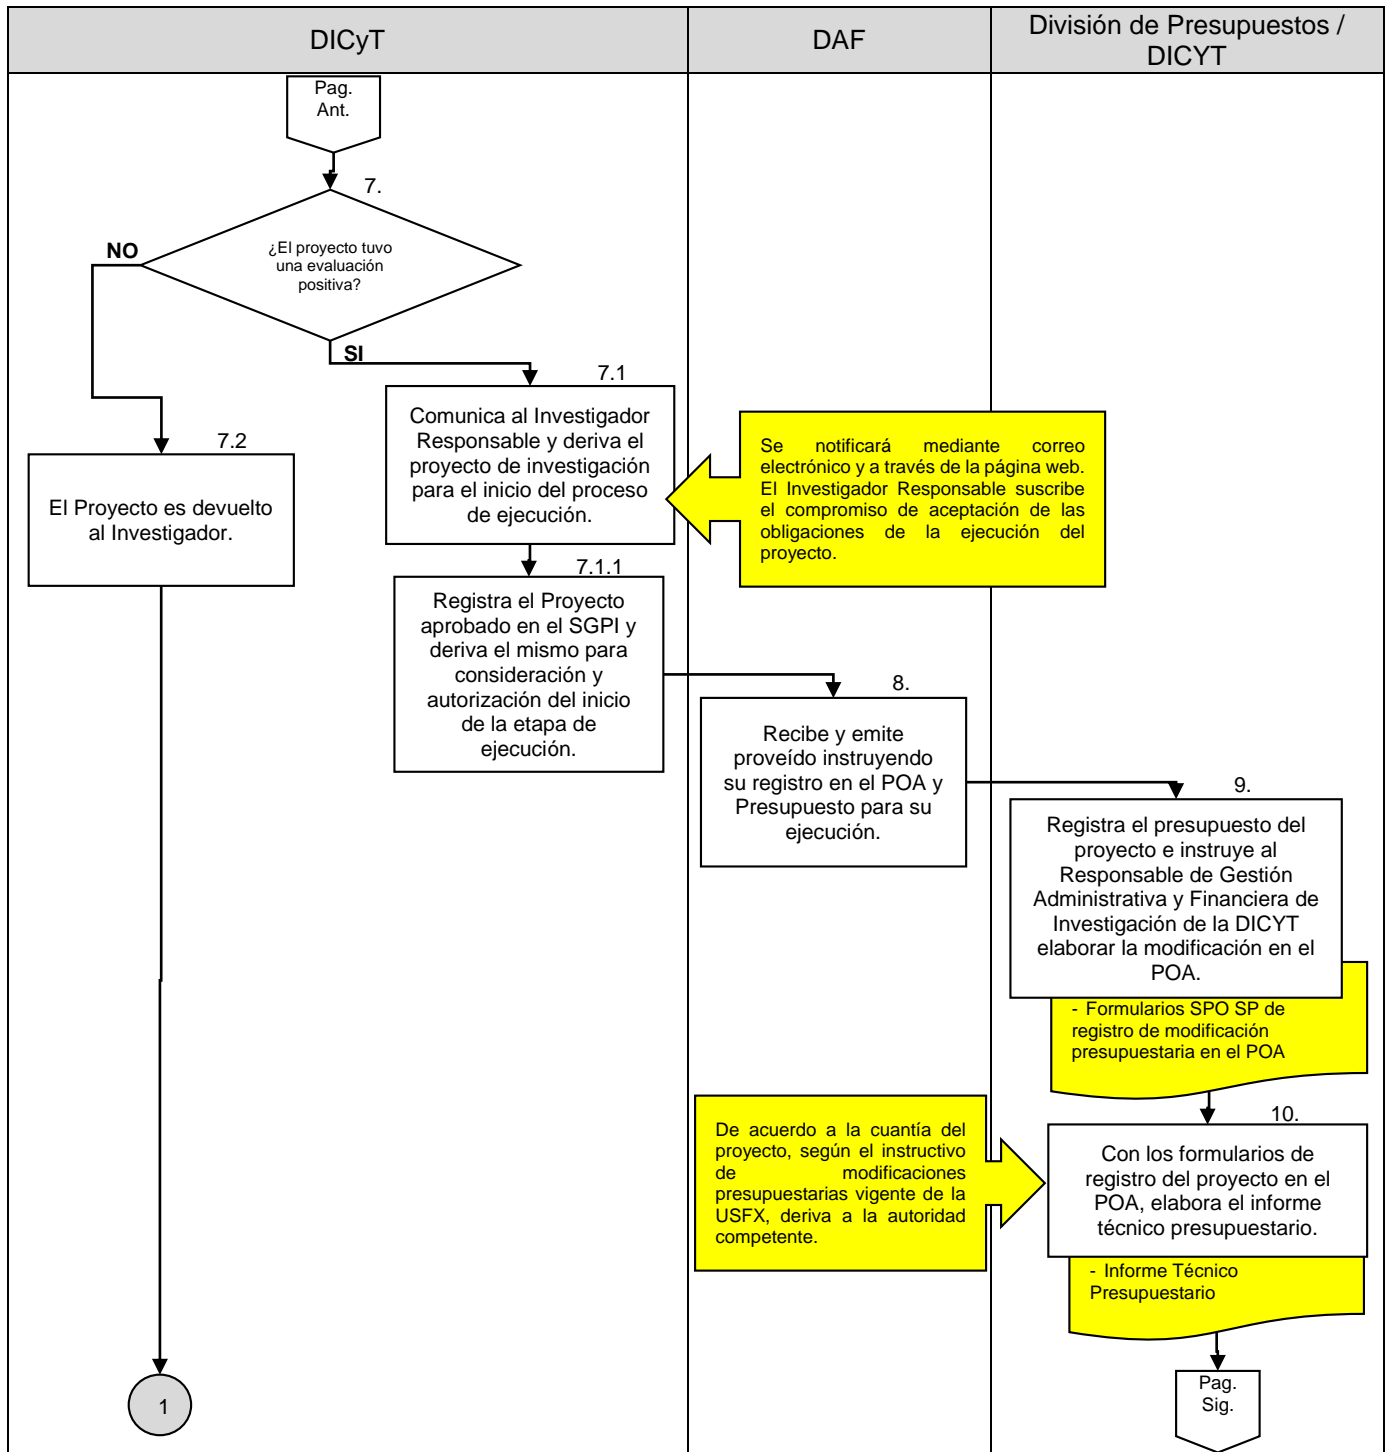 DICyT
DAF
División de Presupuestos /
DICYT
Pag.
Ant.
7.
¿El proyecto tuvo
una evaluación
positiva?
NO
SI
7.1
Comunica al Investigador
Responsable y deriva el
proyecto de investigación
para el inicio del proceso
de ejecución.
Se notificará mediante correo
electrónico y a través de la página web.
El Investigador Responsable suscribe
el compromiso de aceptación de las
obligaciones de la ejecución del
proyecto.
7.2
El Proyecto es devuelto
al Investigador.
7.1.1
Registra el Proyecto
aprobado en el SGPI y
deriva el mismo para
consideración y
autorización del inicio
de la etapa de
ejecución.
8.
Recibe y emite
proveído instruyendo
su registro en el POA y
Presupuesto para su
ejecución.
9.
Registra el presupuesto del
proyecto e instruye al
Responsable de Gestión
Administrativa y Financiera de
Investigación de la DICYT
elaborar la modificación en el
POA.
- Formularios SPO SP de
registro de modificación
presupuestaria en el POA
De acuerdo a la cuantía del
proyecto, según el instructivo
de modificaciones
presupuestarias vigente de la
USFX, deriva a la autoridad
competente.
10.
Con los formularios de
registro del proyecto en el
POA, elabora el informe
técnico presupuestario.
- Informe Técnico
Presupuestario
1
Pag.
Sig.